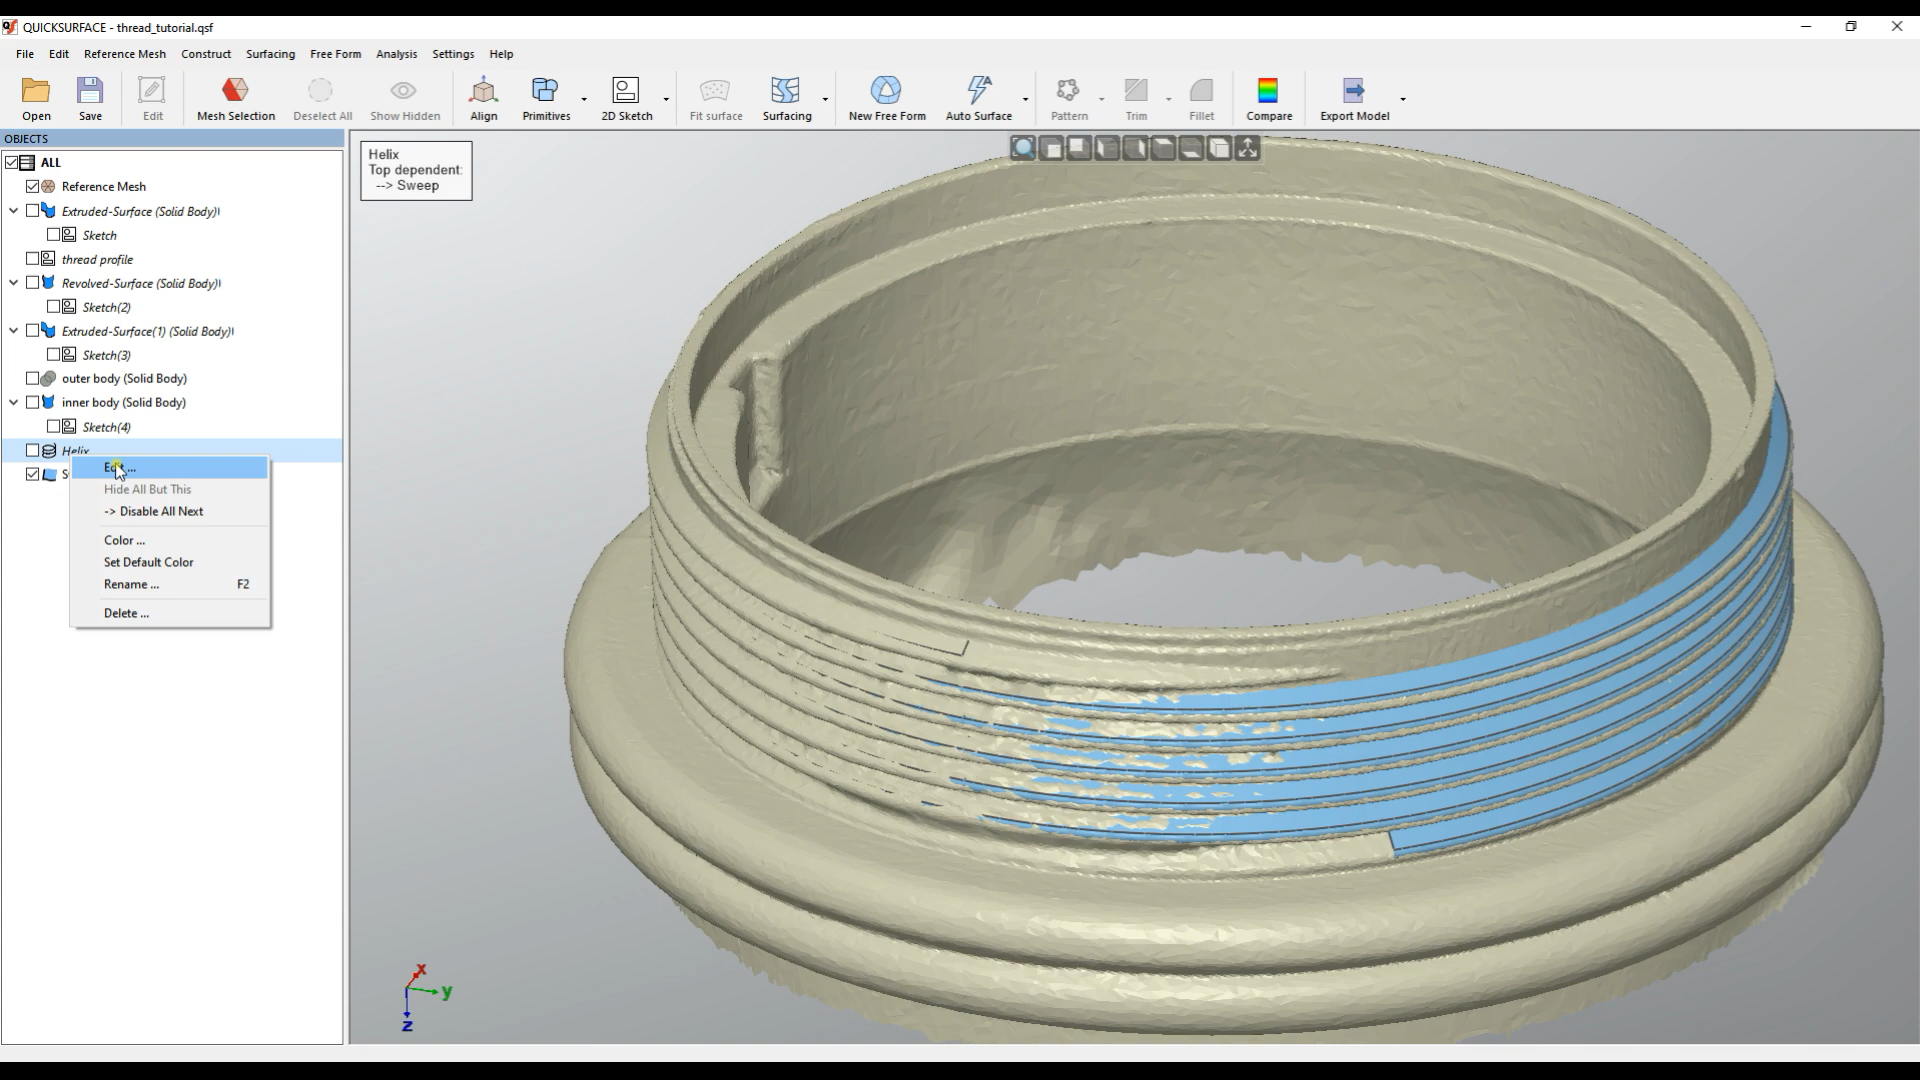 QUICKSURFACE - thread_tutorial.qsf
File Edit Reference Mesh Construct Surfacing Free Form Analysis Settings Help
Open Save Edit Mesh Selection Deselect All Show Hidden Align Primitives 2D Sketch Fit surface Surfacing New Free Form Auto Surface Pattern Trim Fillet Compare Export Model
OBJECTS
ALL
Reference Mesh
Extruded-Surface (Solid Body)
Sketch
thread profile
Revolved-Surface (Solid Body)
Sketch(2)
Extruded-Surface(1) (Solid Body)
Sketch(3)
outer body (Solid Body)
inner body (Solid Body)
Sketch(4)
Helix
Edit ...
Hide All But This
-> Disable All Next
Color ...
Set Default Color
Rename ... F2
Delete ...
Helix
Top dependent:
--> Sweep
x
y
z